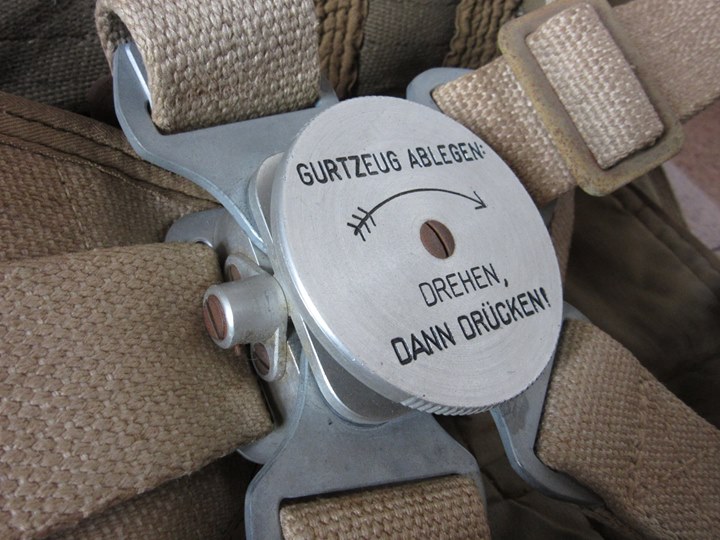 GURTZEUG ABLEGEN:
DREHEN,
DANN DRÜCKEN!